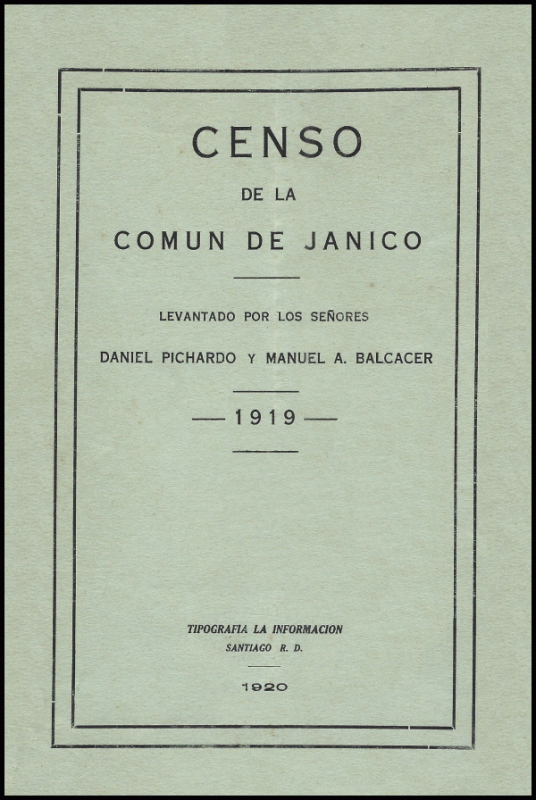 CENSO
DE LA
COMUN DE JANICO
LEVANTADO POR LOS SEÑORES
DANIEL PICHARDO Y MANUEL A. BALCACER
— 1919 —
TIPOGRAFIA LA INFORMACION
SANTIAGO R. D.
1920